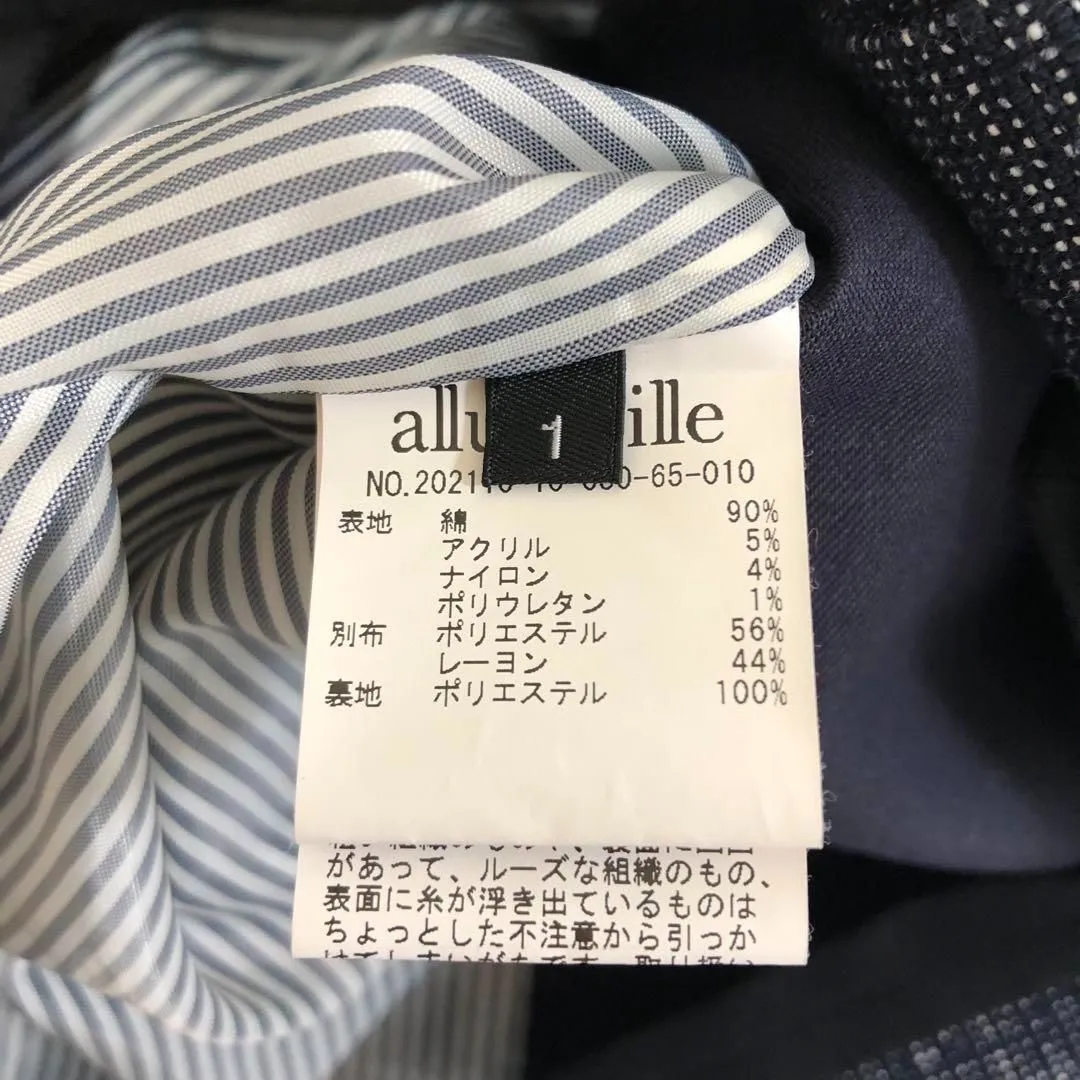 allu ille
1
NO.2021 -65-010
表地 綿 90%
アクリル 5%
ナイロン 4%
ポリウレタン 1%
別布 ポリエステル 56%
レーヨン 44%
裏地 ポリエステル 100%
があって、ルーズな組織のもの、
表面に糸が浮き出ているものは
ちょっとした不注意から引っか